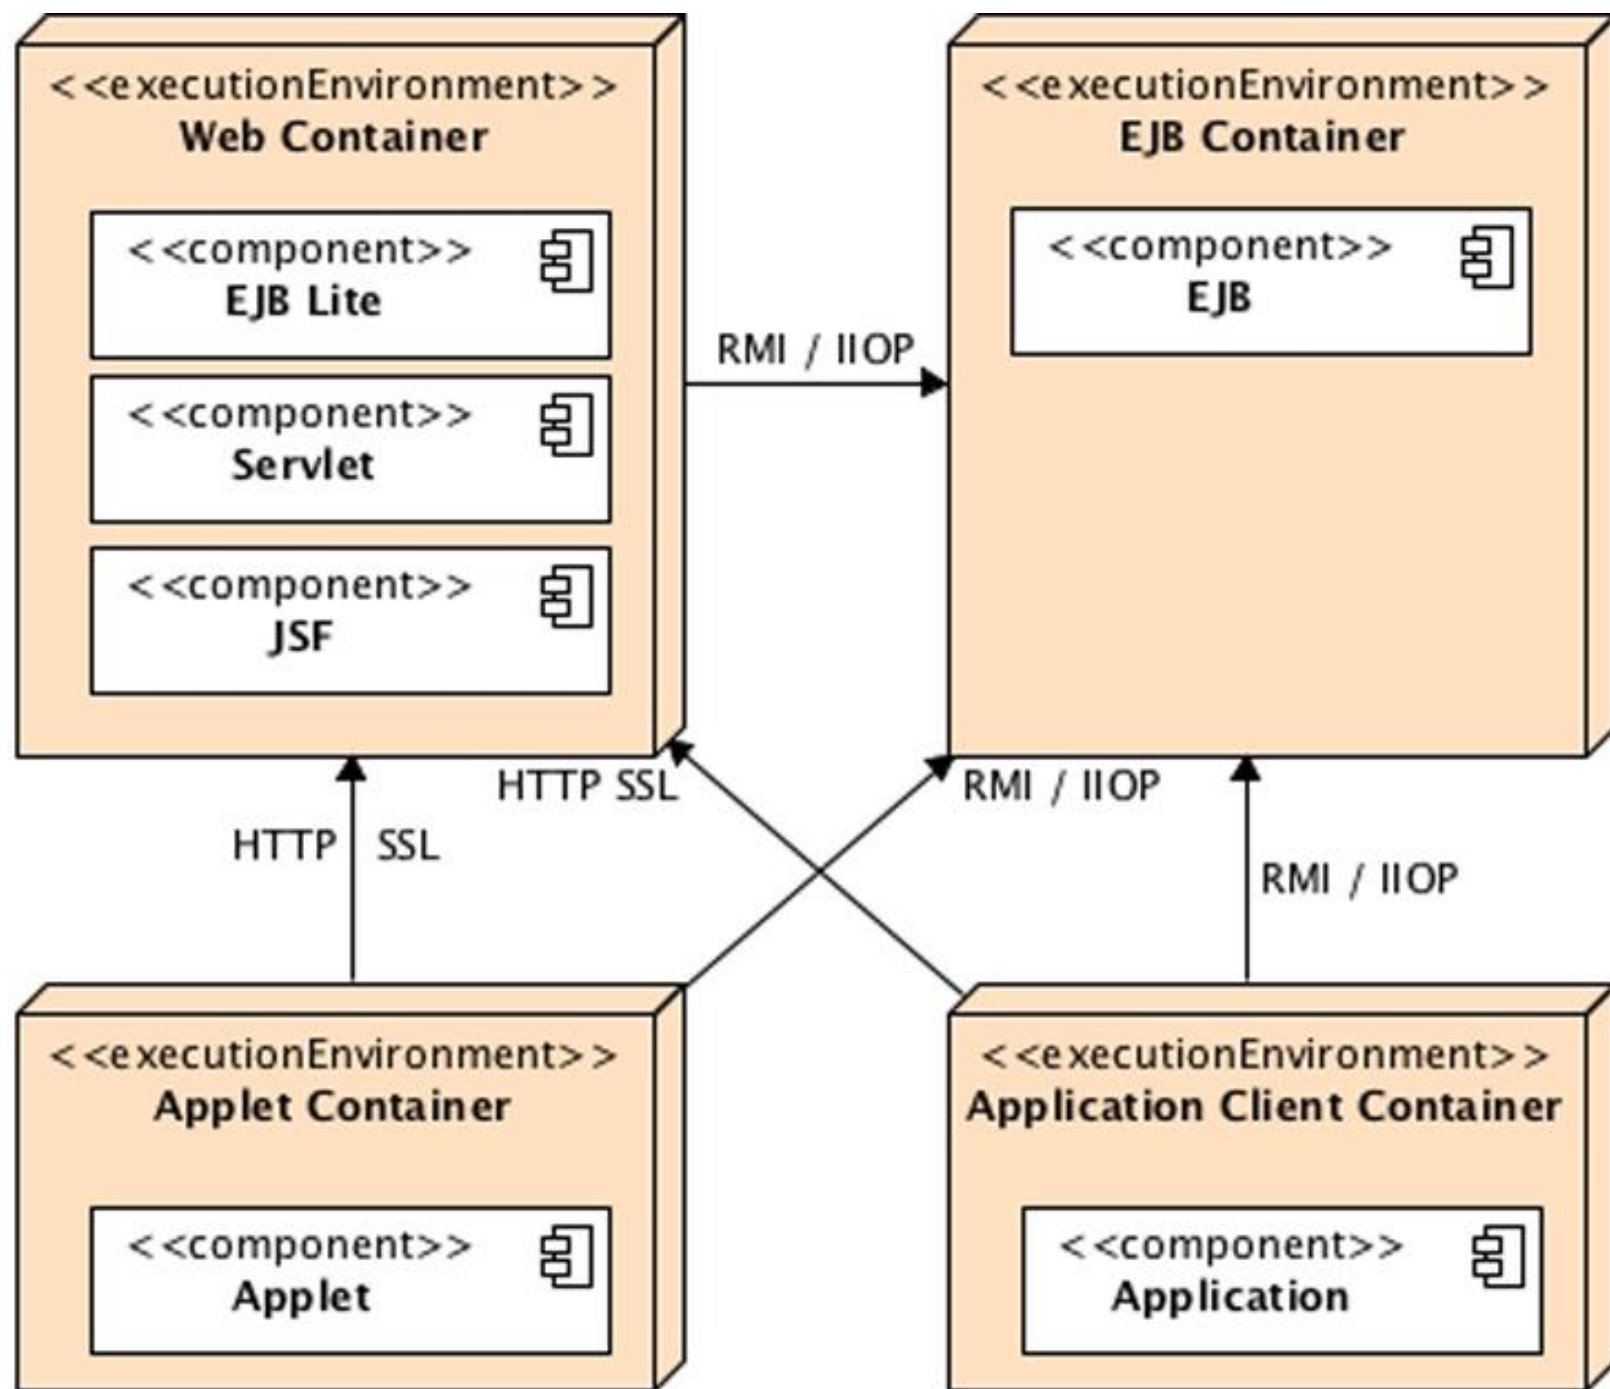 <<executionEnvironment>>
Web Container
<<component>>
EJB Lite
<<component>>
Servlet
<<component>>
JSF
RMI / IIOP
<<executionEnvironment>>
EJB Container
<<component>>
EJB
HTTP SSL
HTTP SSL
RMI / IIOP
RMI / IIOP
<<executionEnvironment>>
Applet Container
<<component>>
Applet
<<executionEnvironment>>
Application Client Container
<<component>>
Application